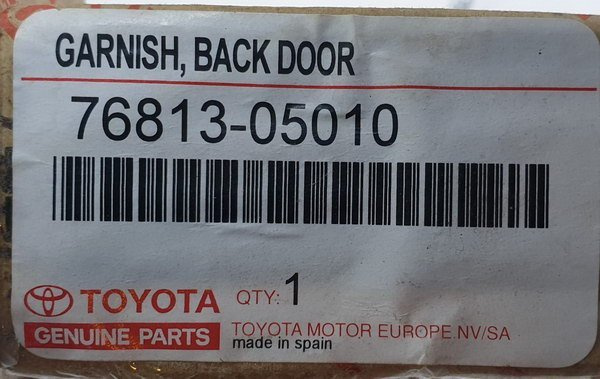 GARNISH, BACK DOOR
76813-05010
TOYOTA QTY: 1
GENUINE PARTS TOYOTA MOTOR EUROPE NV/SA
made in spain